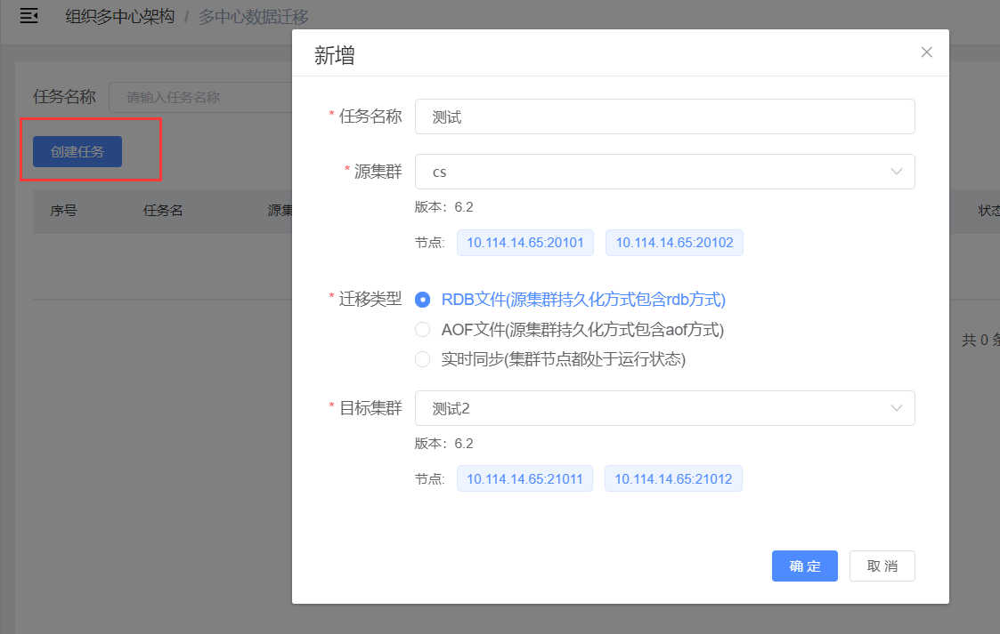 组织多中心架构 / 多中心数据迁移
新增
任务名称 请输入任务名称
创建任务
序号 任务名 源集 状态
共 0 条
* 任务名称 测试
* 源集群 cs
版本：6.2
节点: 10.114.14.65:20101 10.114.14.65:20102
* 迁移类型 RDB文件(源集群持久化方式包含rdb方式)
AOF文件(源集群持久化方式包含aof方式)
实时同步(集群节点都处于运行状态)
* 目标集群 测试2
版本：6.2
节点: 10.114.14.65:21011 10.114.14.65:21012
确 定 取 消